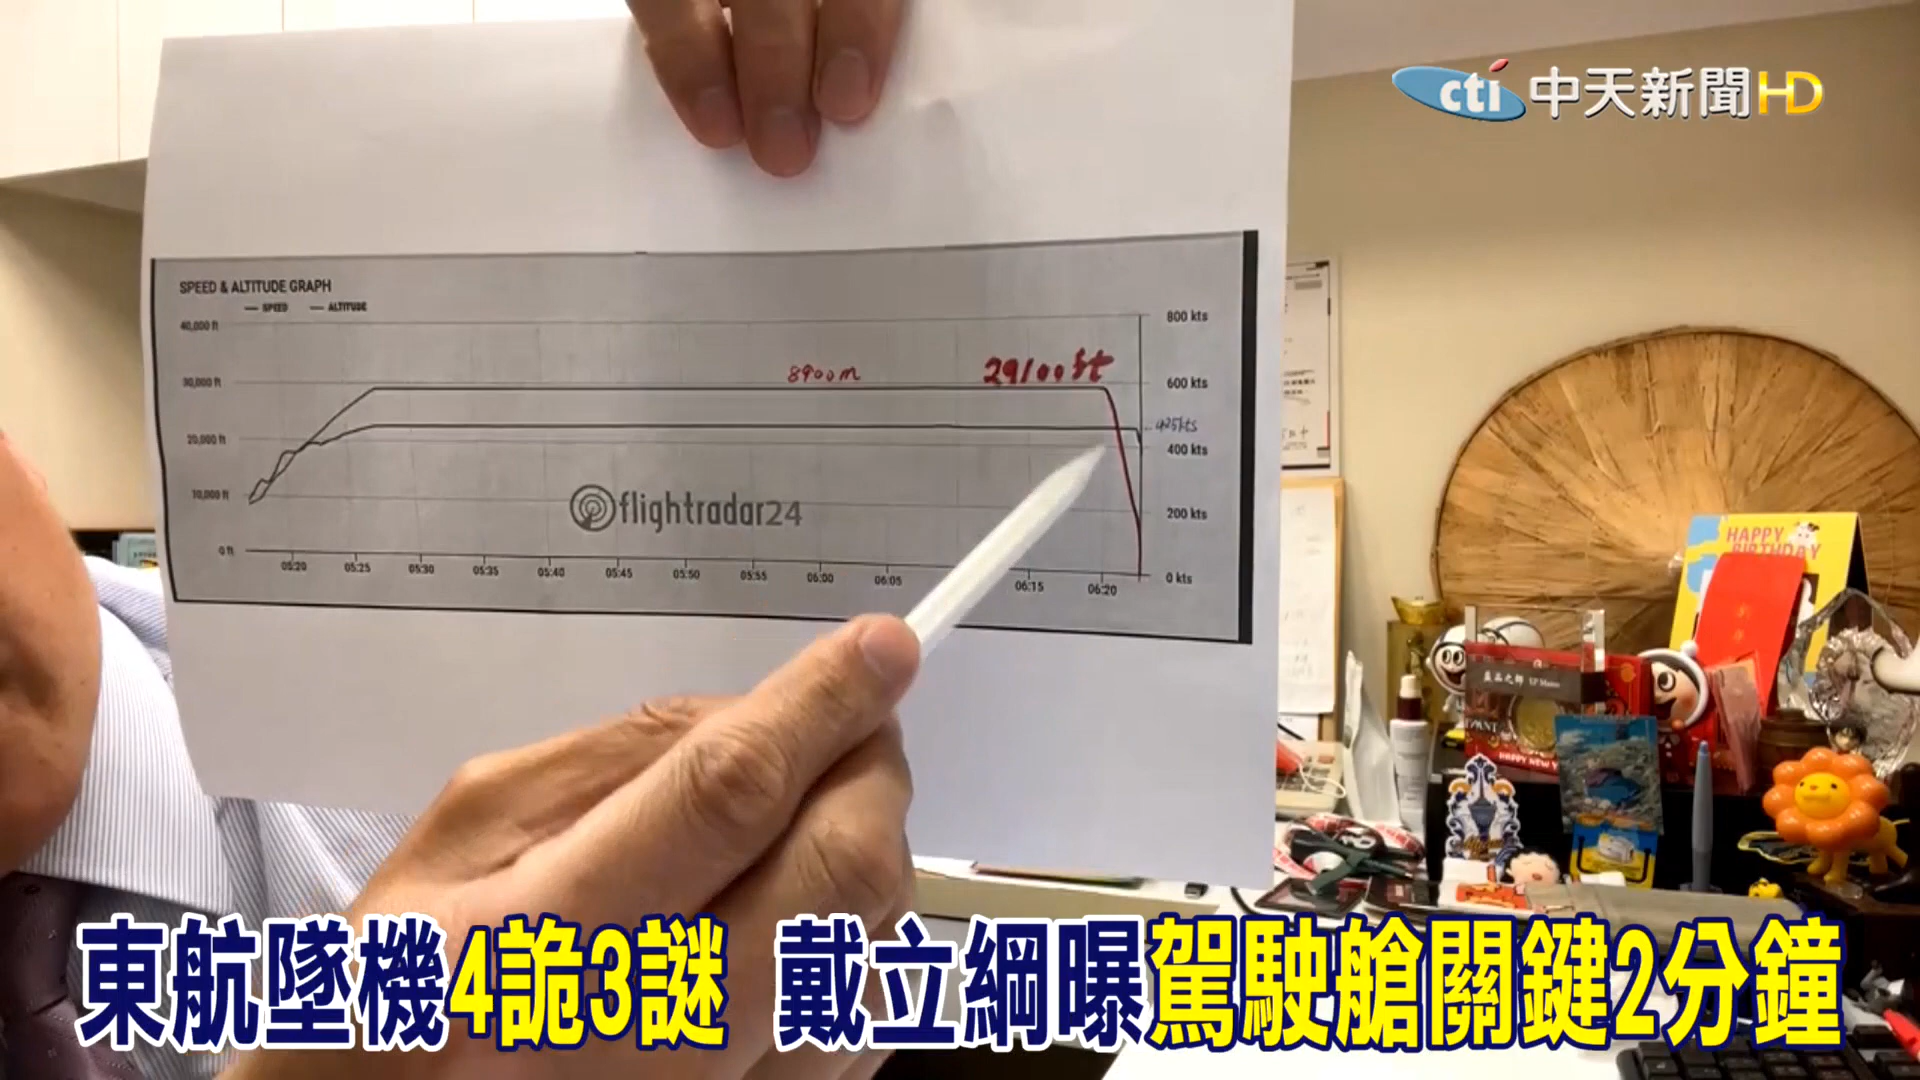 cti 中天新聞HD
SPEED & ALTITUDE GRAPH
SPEED ALTITUDE
40,000 ft
800 kts
8900m
29100ft
30,000 ft
600 kts
425kts
20,000 ft
400 kts
10,000 ft
flightradar24
200 kts
0 ft
0 kts
05:20 05:25 05:30 05:35 05:40 05:45 05:50 05:55 06:00 06:05 06:15 06:20
HAPPY
BIRTHDAY
HAPPY NEW
東航墜機4詭3謎 戴立綱曝駕駛艙關鍵2分鐘